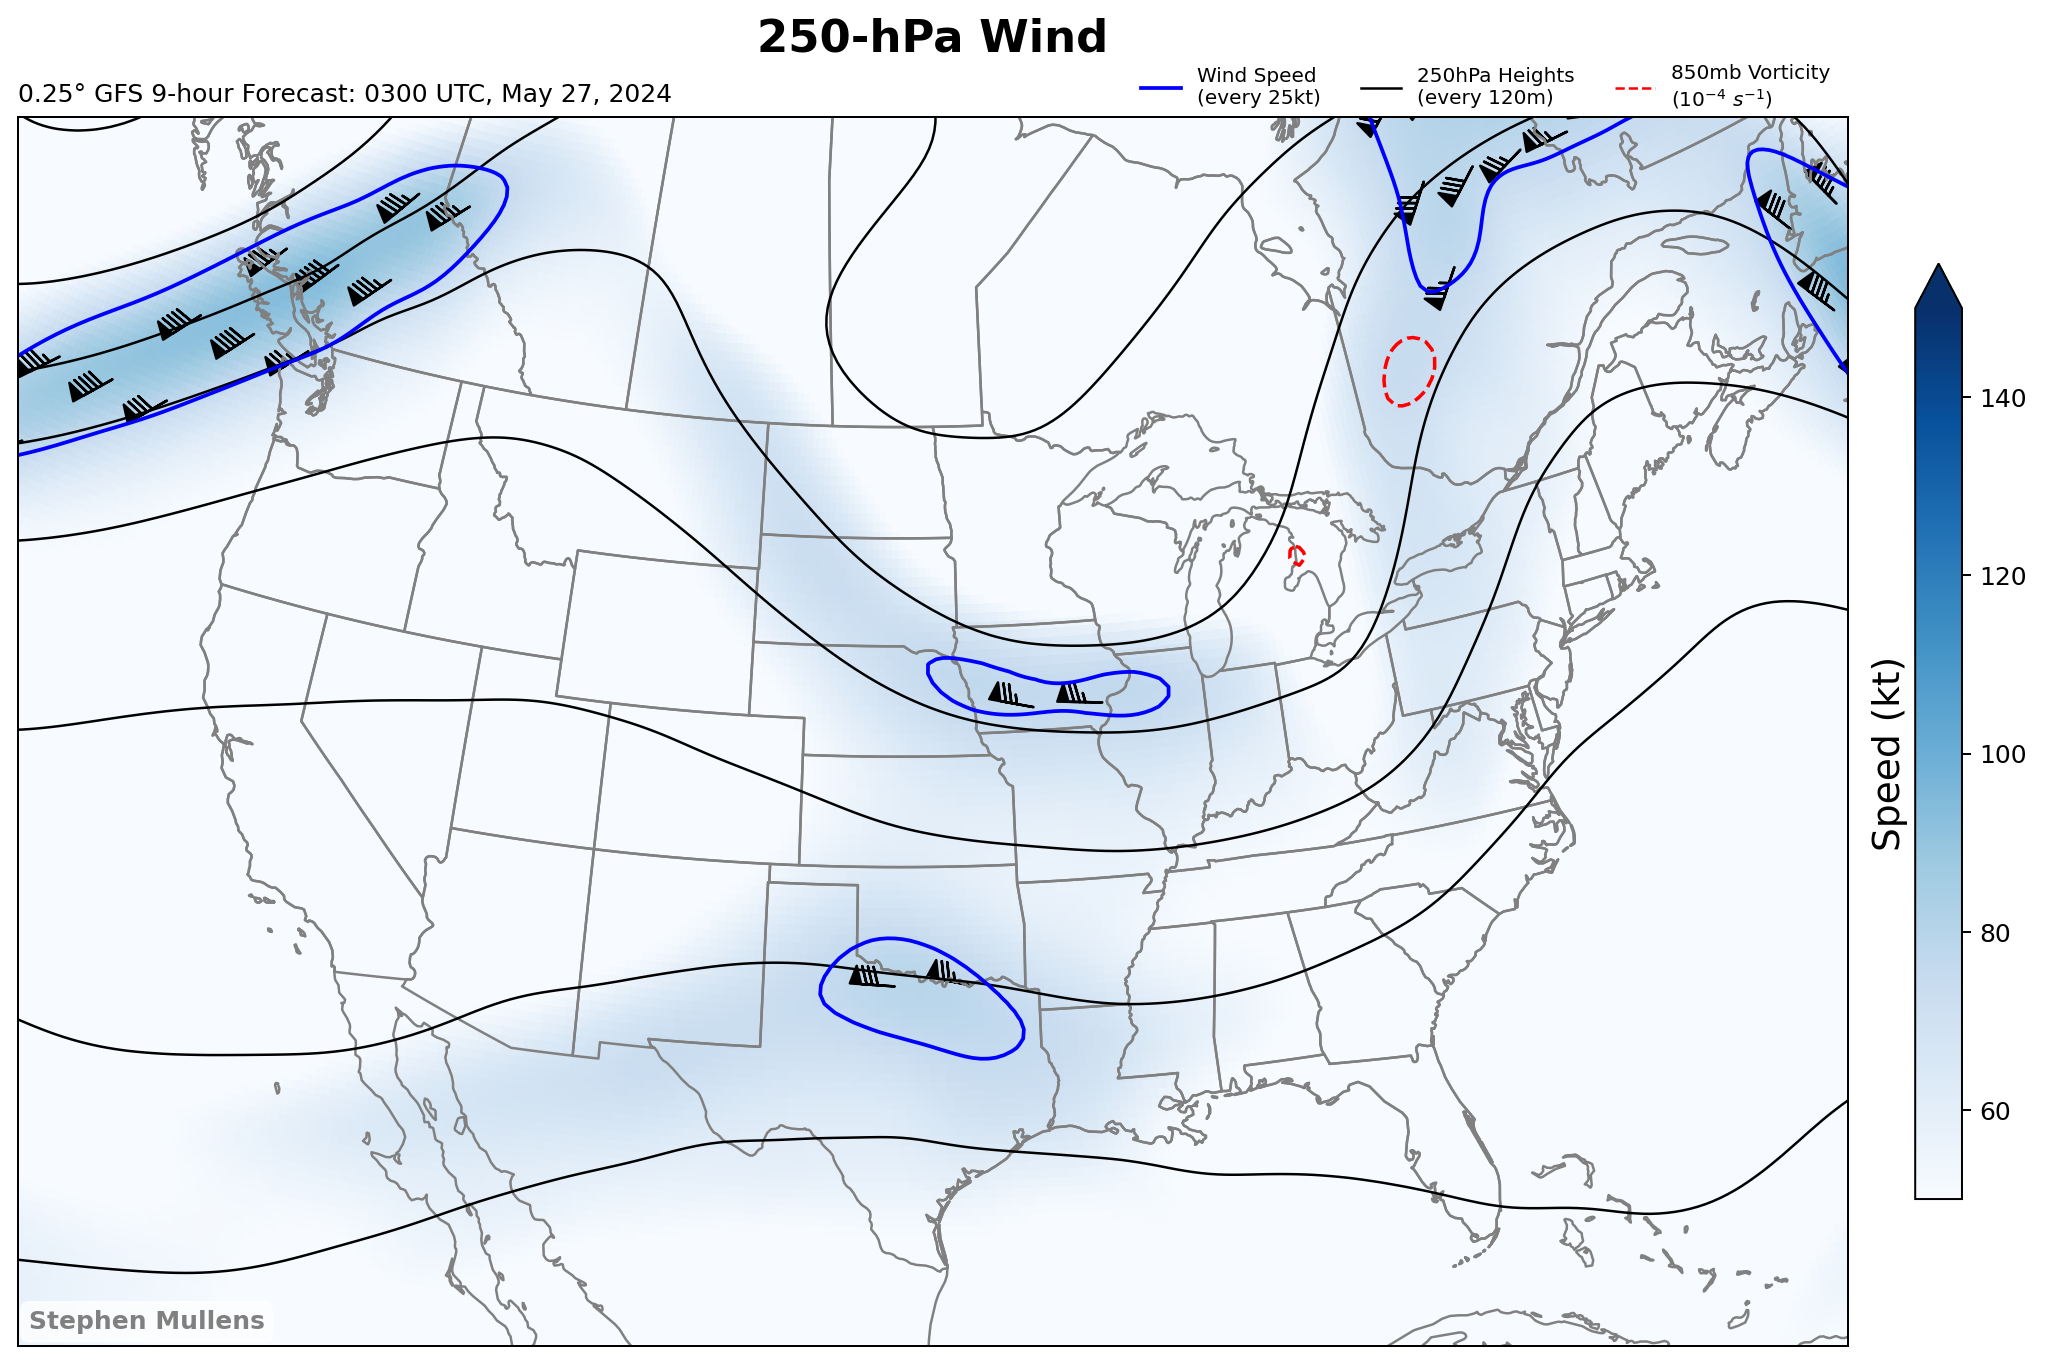 250-hPa Wind
0.25° GFS 9-hour Forecast: 0300 UTC, May 27, 2024
Wind Speed
(every 25kt)
250hPa Heights
(every 120m)
850mb Vorticity
(10⁻⁴ s⁻¹)
140
120
100
80
60
Speed (kt)
Stephen Mullens